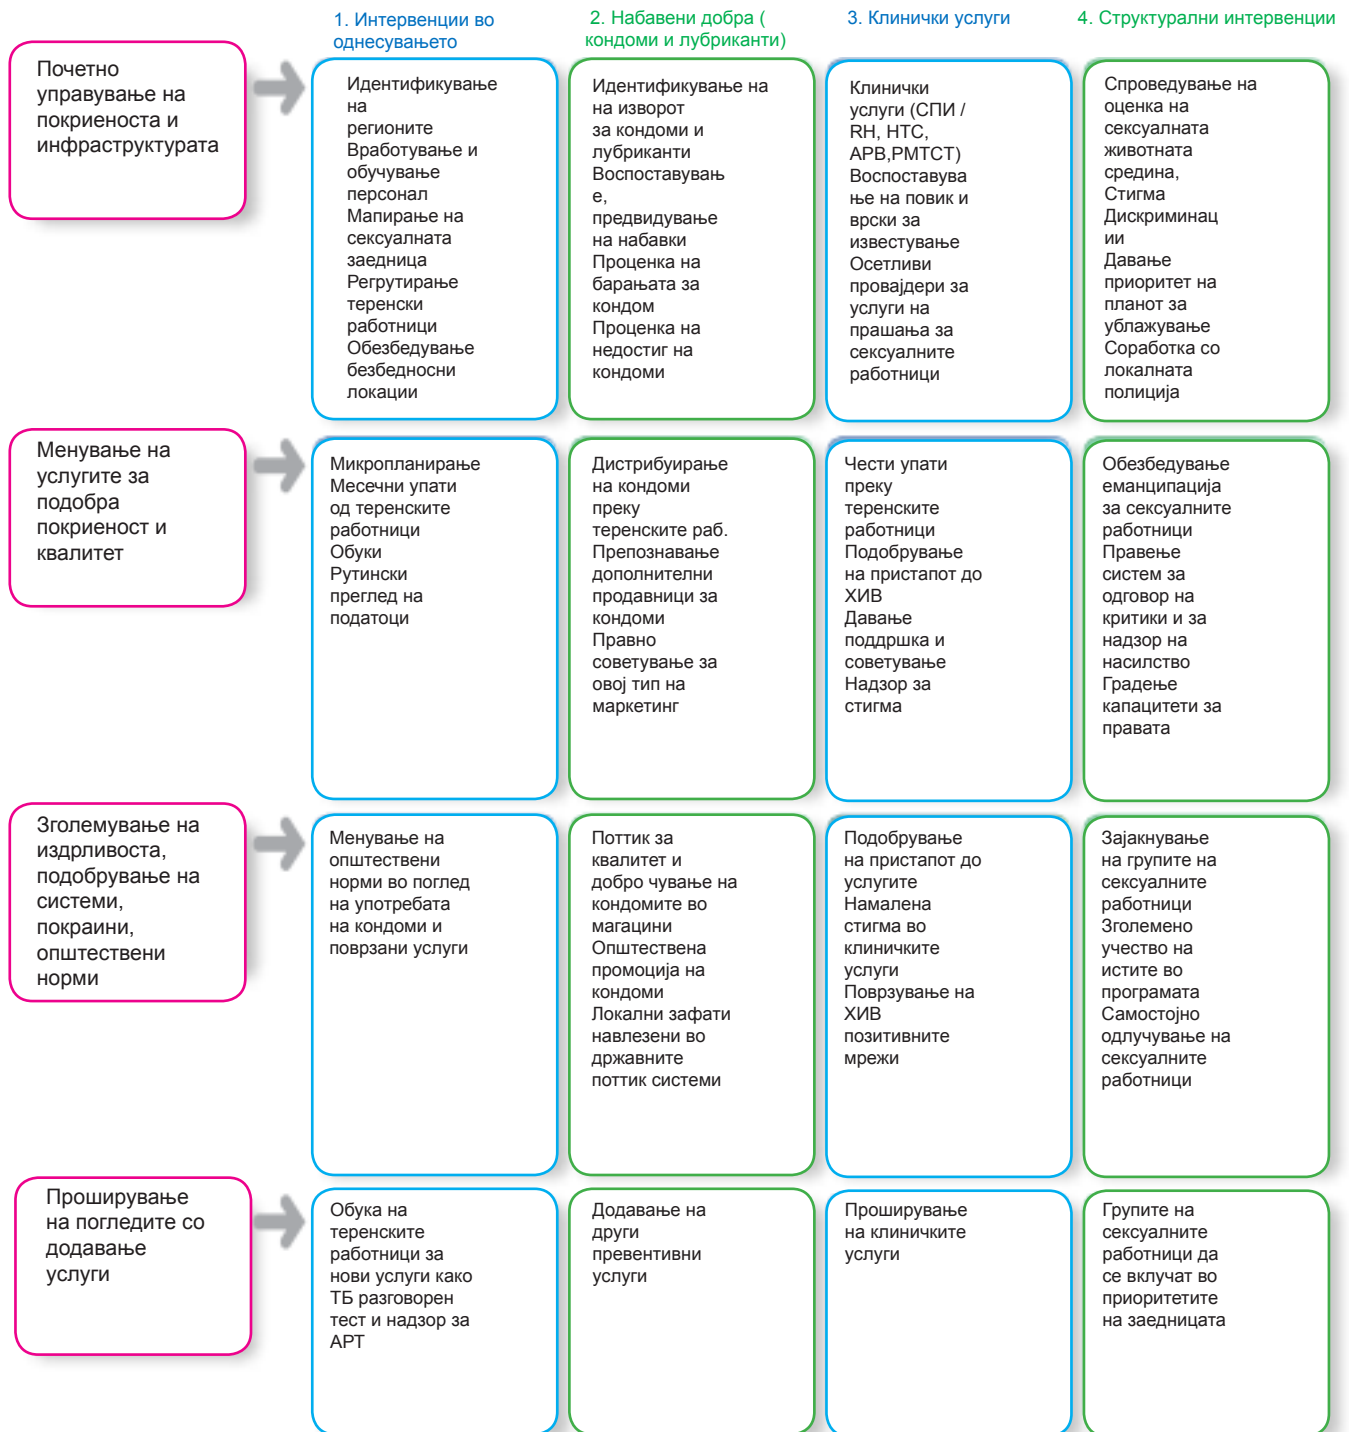 1. Интервенции во
однесувањето
2. Набавени добра (
кондоми и лубриканти)
3. Клинички услуги
4. Структурални интервенции
Почетно
управување на
покриеноста и
инфраструктурата
Идентификување
на
регионите
Вработување и
обучување
персонал
Мапирање на
сексуалната
заедница
Регрутирање
теренски
работници
Обезбедување
безбедносни
локации
Идентификување на
на изворот
за кондоми и
лубриканти
Воспоставувањ
е,
предвидување
на набавки
Проценка на
барањата за
кондом
Проценка на
недостиг на
кондоми
Клинички
услуги (СПИ /
RH, НТС,
АРВ,РМТСТ)
Воспоставува
ње на повик и
врски за
известување
Осетливи
провајдери за
услуги на
прашања за
сексуалните
работници
Спроведување на
оценка на
сексуалната
животната
средина,
Стигма
Дискриминац
ии
Давање
приоритет на
планот за
ублажување
Соработка со
локалната
полиција
Менување на
услугите за
подобра
покриеност и
квалитет
Микропланирање
Месечни упати
од теренските
работници
Обуки
Рутински
преглед на
податоци
Дистрибуирање
на кондоми
преку
теренските раб.
Препознавање
дополнителни
продавници за
кондоми
Правно
советување за
овој тип на
маркетинг
Чести упати
преку
теренските
работници
Подобрување
на пристапот до
ХИВ
Давање
поддршка и
советување
Надзор за
стигма
Обезбедување
еманципација
за сексуалните
работници
Правење
систем за
одговор на
критики и за
надзор на
насилство
Градење
капацитети за
правата
Зголемување на
издрливоста,
подобрување на
системи,
покраини,
општествени
норми
Менување на
општествени
норми во поглед
на употребата
на кондоми и
поврзани услуги
Поттик за
квалитет и
добро чување на
кондомите во
магацини
Општествена
промоција на
кондоми
Локални зафати
навлезени во
државните
поттик системи
Подобрување
на пристапот до
услугите
Намалена
стигма во
клиничките
услуги
Поврзување на
ХИВ
позитивните
мрежи
Зајакнување
на групите на
сексуалните
работници
Зголемено
учество на
истите во
програмата
Самостојно
одлучување на
сексуалните
работници
Проширување
на погледите со
додавање
услуги
Обука на
теренските
работници за
нови услуги како
ТБ разговорен
тест и надзор за
АРТ
Додавање на
други
превентивни
услуги
Проширување
на клиничките
услуги
Групите на
сексуалните
работници да
се вклучат во
приоритетите
на заедницата